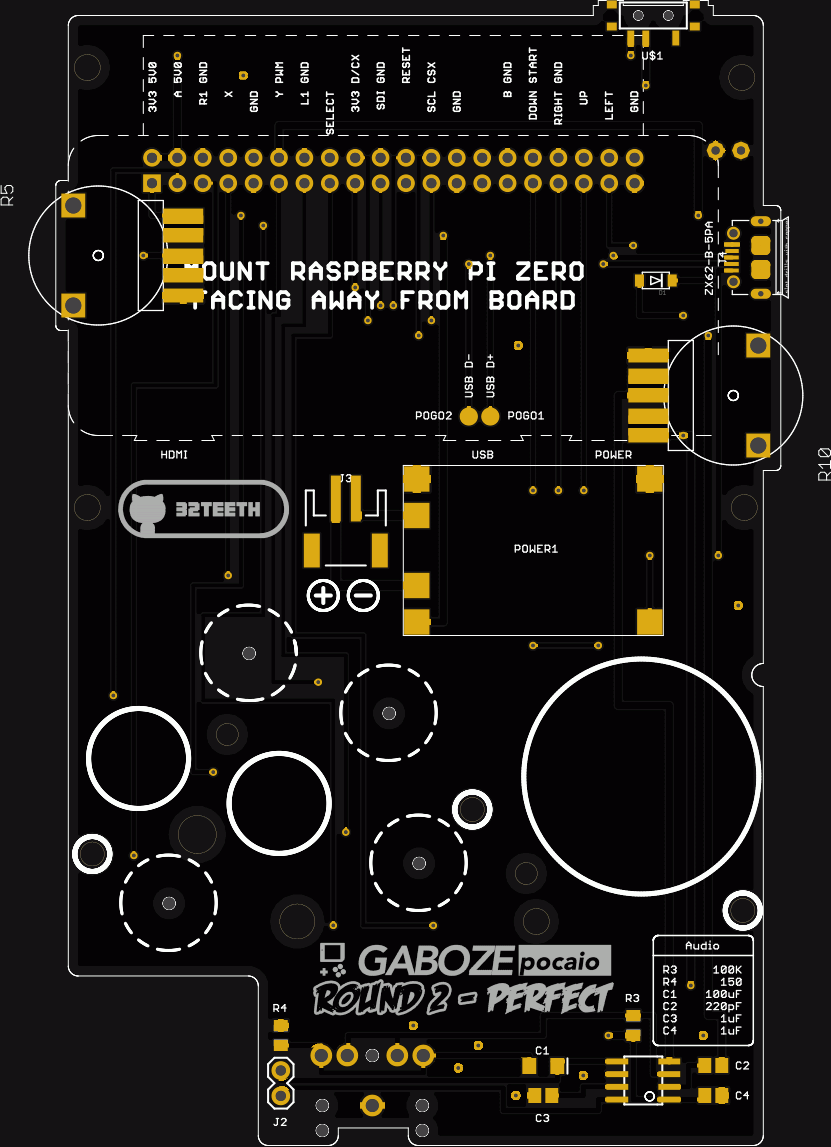 U$1
3V3 5V0
A 5V0
R1 GND
X
GND
Y PWM
L1 GND
SELECT
3V3 D/CX
SDI GND
RESET
SCL CSX
GND
B GND
DOWN START
RIGHT GND
UP
LEFT
GND
R5
ZX62-B-5PA
MOUNT RASPBERRY PI ZERO
FACING AWAY FROM BOARD
D1
USB D-
USB D+
POGO2
POGO1
HDMI
USB
POWER
R10
J3
32TEETH
POWER1
+ −
GABOZE pocaio
ROUND 2 - PERFECT
Audio
R3 100K
R4 150
C1 100uF
C2 220pF
C3 1uF
C4 1uF
R4
R3
C1
C2
C4
C3
J2